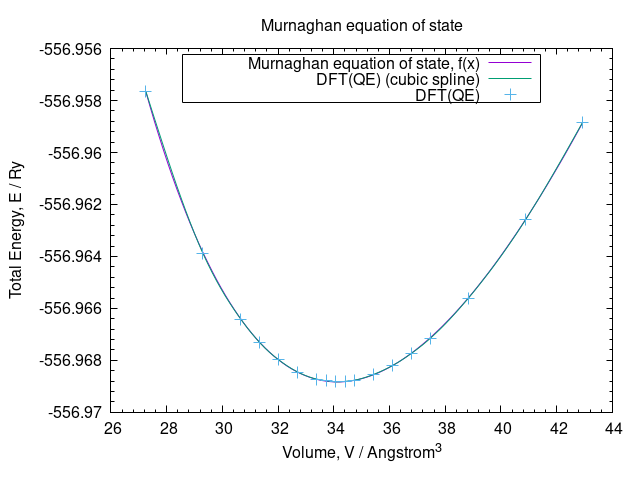 Murnaghan equation of state
-556.956
-556.958
-556.96
-556.962
-556.964
-556.966
-556.968
-556.97
Total Energy, E / Ry
Murnaghan equation of state, f(x)
DFT(QE) (cubic spline)
DFT(QE)
26 28 30 32 34 36 38 40 42 44
Volume, V / Angstrom³